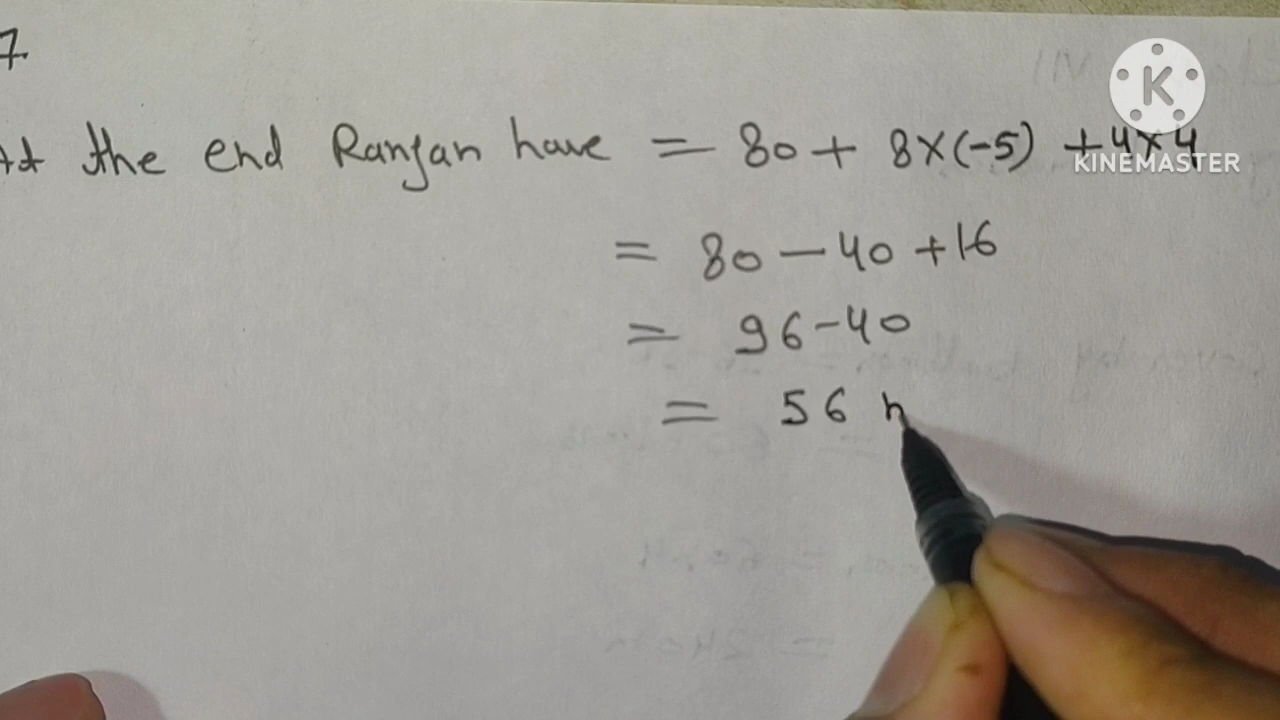 7.
At the end Ranjan have = 80 + 8×(-5) + 4×4
KINEMASTER
= 80 - 40 + 16
= 96 - 40
= 56